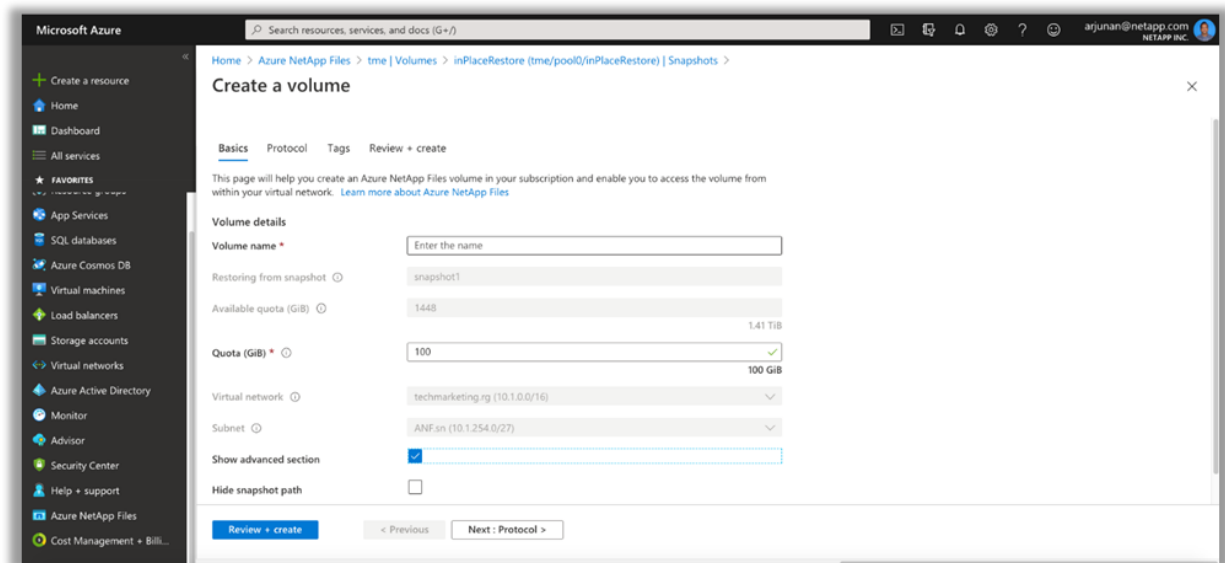 Microsoft Azure
Search resources, services, and docs (G+/)
arjunan@netapp.com
NETAPP INC.
Home > Azure NetApp Files > tme | Volumes > inPlaceRestore (tme/pool0/inPlaceRestore) | Snapshots >
Create a volume
Create a resource
Home
Dashboard
All services
FAVORITES
Resource groups
App Services
SQL databases
Azure Cosmos DB
Virtual machines
Load balancers
Storage accounts
Virtual networks
Azure Active Directory
Monitor
Advisor
Security Center
Help + support
Azure NetApp Files
Cost Management + Billi...
Basics Protocol Tags Review + create
This page will help you create an Azure NetApp Files volume in your subscription and enable you to access the volume from
within your virtual network. Learn more about Azure NetApp Files
Volume details
Volume name * Enter the name
Restoring from snapshot snapshot1
Available quota (GiB) 1448
1.41 TiB
Quota (GiB) * 100
100 GiB
Virtual network techmarketing.rg (10.1.0.0/16)
Subnet ANF.sn (10.1.254.0/27)
Show advanced section
Hide snapshot path
Review + create < Previous Next : Protocol >